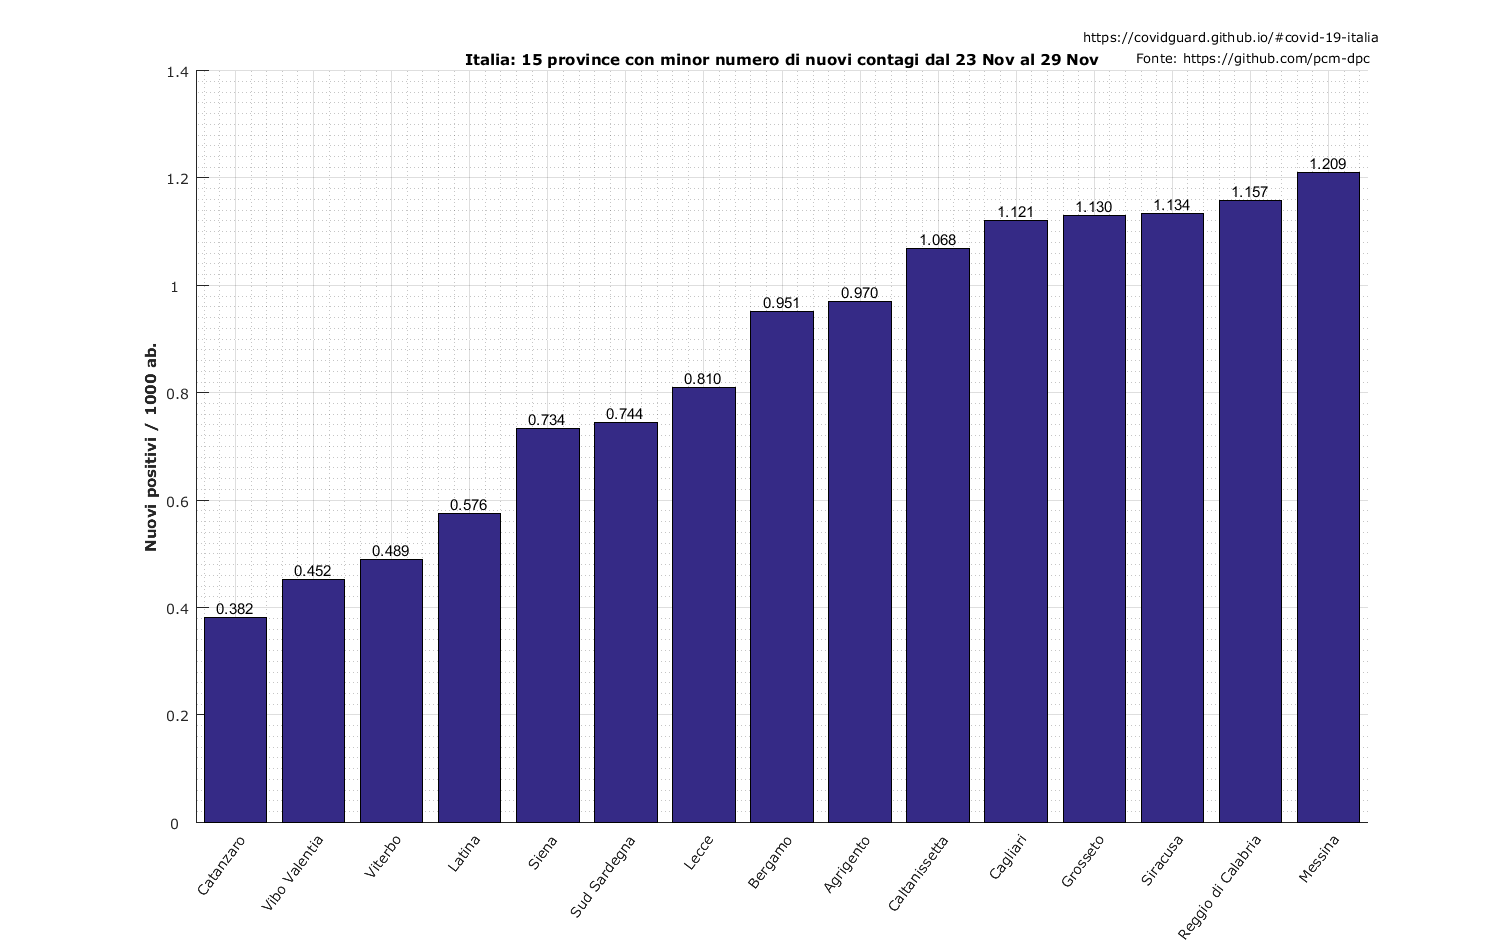 https://covidguard.github.io/#covid-19-italia
Italia: 15 province con minor numero di nuovi contagi dal 23 Nov al 29 Nov
Fonte: https://github.com/pcm-dpc
Nuovi positivi / 1000 ab.
1.4
1.2
1
0.8
0.6
0.4
0.2
0
0.382
0.452
0.489
0.576
0.734
0.744
0.810
0.951
0.970
1.068
1.121
1.130
1.134
1.157
1.209
Catanzaro
Vibo Valentia
Viterbo
Latina
Siena
Sud Sardegna
Lecce
Bergamo
Agrigento
Caltanissetta
Cagliari
Grosseto
Siracusa
Reggio di Calabria
Messina